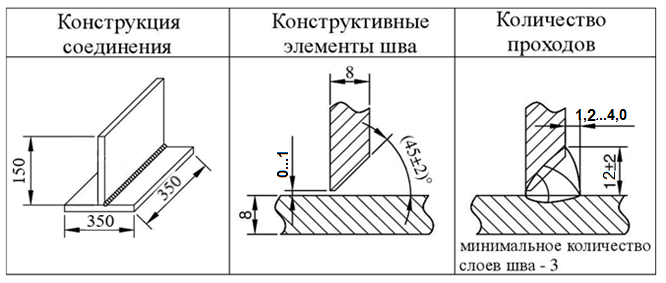 Конструкция
соединения
Конструктивные
элементы шва
Количество
проходов
150
350
350
8
0...1
(45±2)°
8
1,2...4,0
12±2
минимальное количество
слоев шва - 3